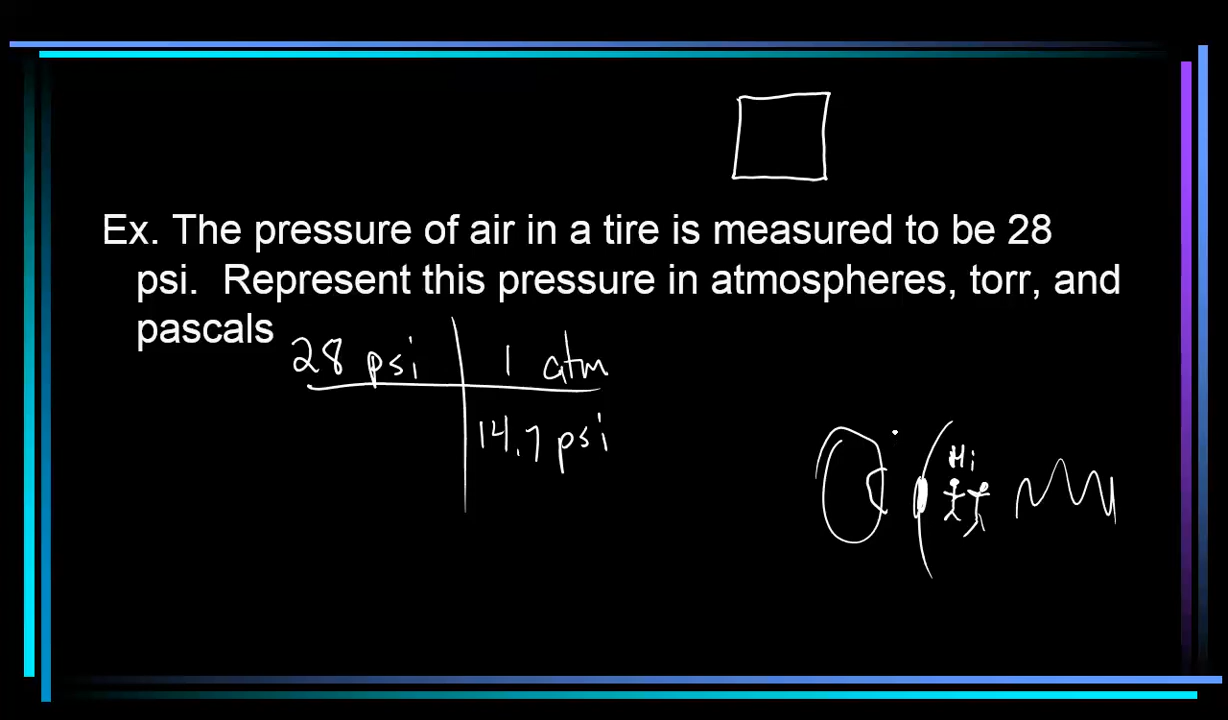 Ex. The pressure of air in a tire is measured to be 28
psi. Represent this pressure in atmospheres, torr, and
pascals
28 psi 1 atm
14.7 psi
Hi